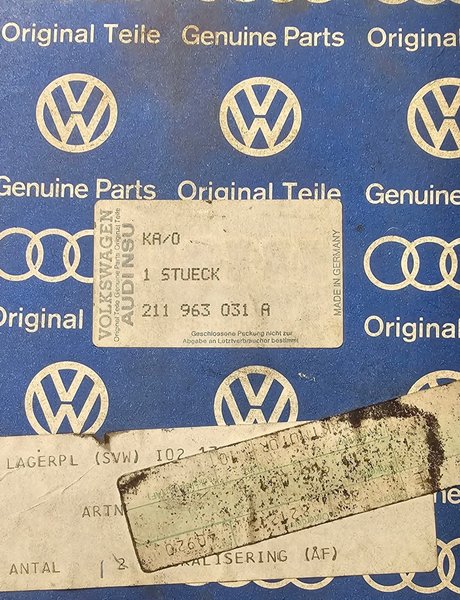 Original Teile Genuine Parts Original
Genuine Parts Original Teile Genuine
VOLKSWAGEN
AUDI NSU
Original Teile Genuine Parts Original Teile
KA/O
1 STUECK
211 963 031 A
MADE IN GERMANY
Geschlossene Packung nicht zur
Abgabe an Letztverbraucher bestimmt
Original
Original
LAGERPL (SVW) I02
ARTN
ANTAL
(ÅF)